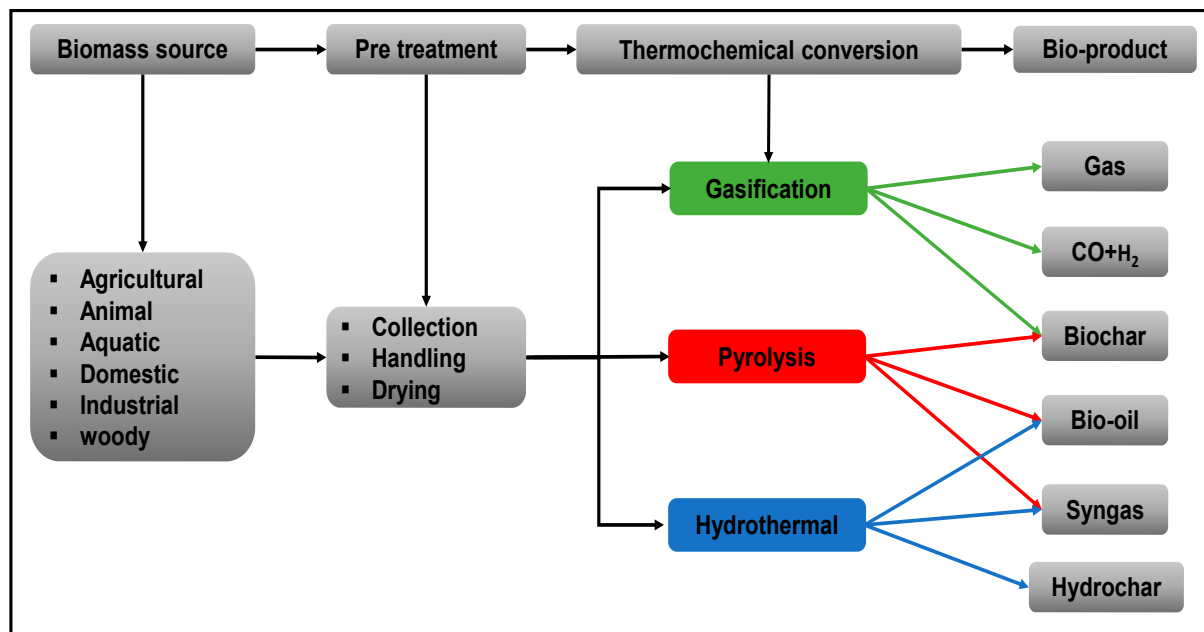 Biomass source
Pre treatment
Thermochemical conversion
Bio-product
▪ Agricultural
▪ Animal
▪ Aquatic
▪ Domestic
▪ Industrial
▪ woody
▪ Collection
▪ Handling
▪ Drying
Gasification
Pyrolysis
Hydrothermal
Gas
CO+H₂
Biochar
Bio-oil
Syngas
Hydrochar